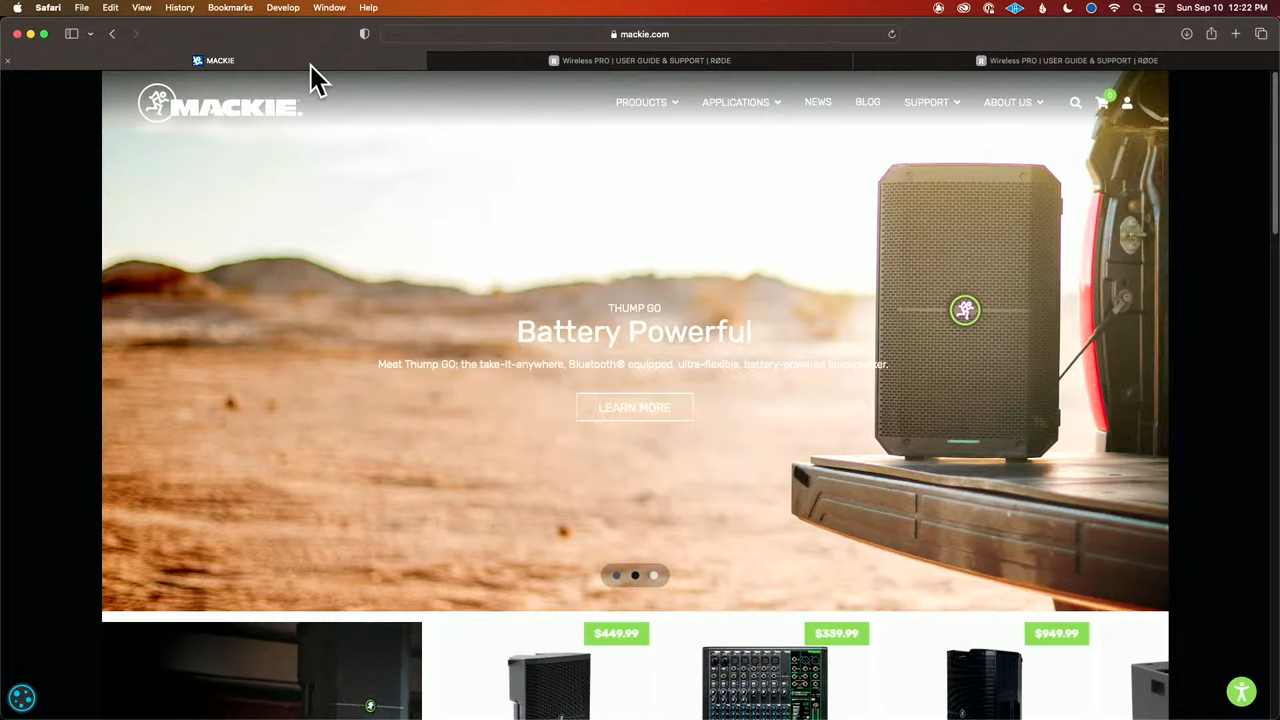 Safari File Edit View History Bookmarks Develop Window Help Sun Sep 10 12:22 PM
mackie.com
MACKIE Wireless PRO | USER GUIDE & SUPPORT | RØDE Wireless PRO | USER GUIDE & SUPPORT | RØDE
MACKIE. PRODUCTS APPLICATIONS NEWS BLOG SUPPORT ABOUT US 0
THUMP GO
Battery Powerful
Meet Thump GO; the take-it-anywhere, Bluetooth® equipped, ultra-flexible, battery-powered loudspeaker.
LEARN MORE
$449.99 $359.99 $949.99